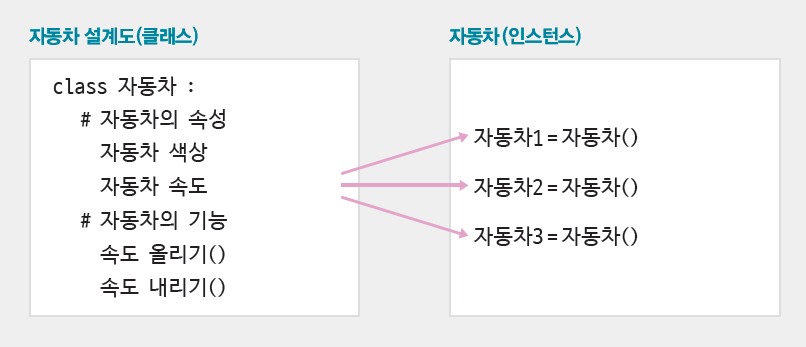 자동차 설계도(클래스)
class 자동차 :
# 자동차의 속성
자동차 색상
자동차 속도
# 자동차의 기능
속도 올리기()
속도 내리기()
자동차(인스턴스)
자동차1=자동차()
자동차2=자동차()
자동차3=자동차()